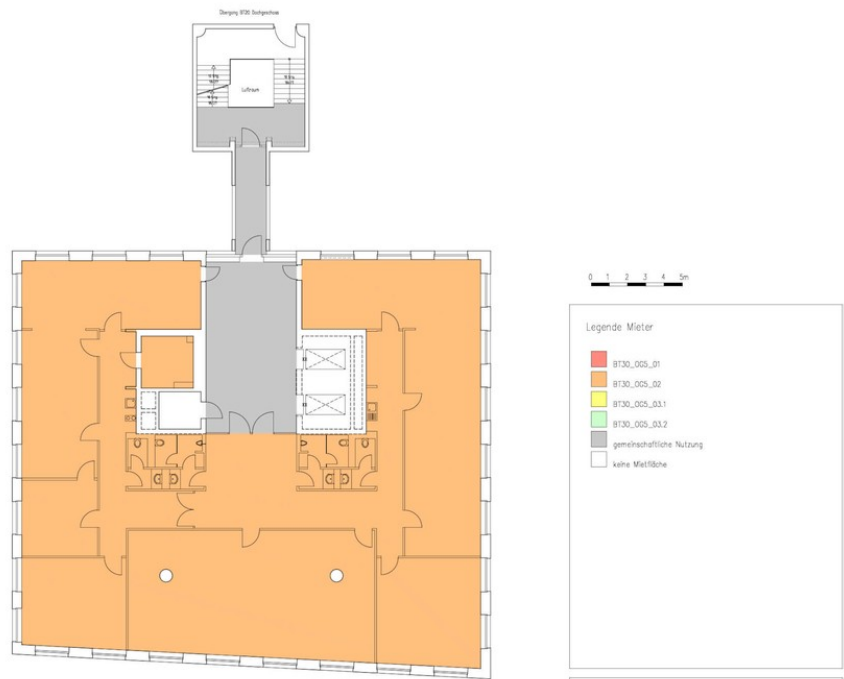 Übergang BT30 Dachgeschoss
Luftraum
0 1 2 3 4 5m
Legende Mieter
BT30_OG5_01
BT30_OG5_02
BT30_OG5_03.1
BT30_OG5_03.2
gemeinschaftliche Nutzung
keine Mietfläche